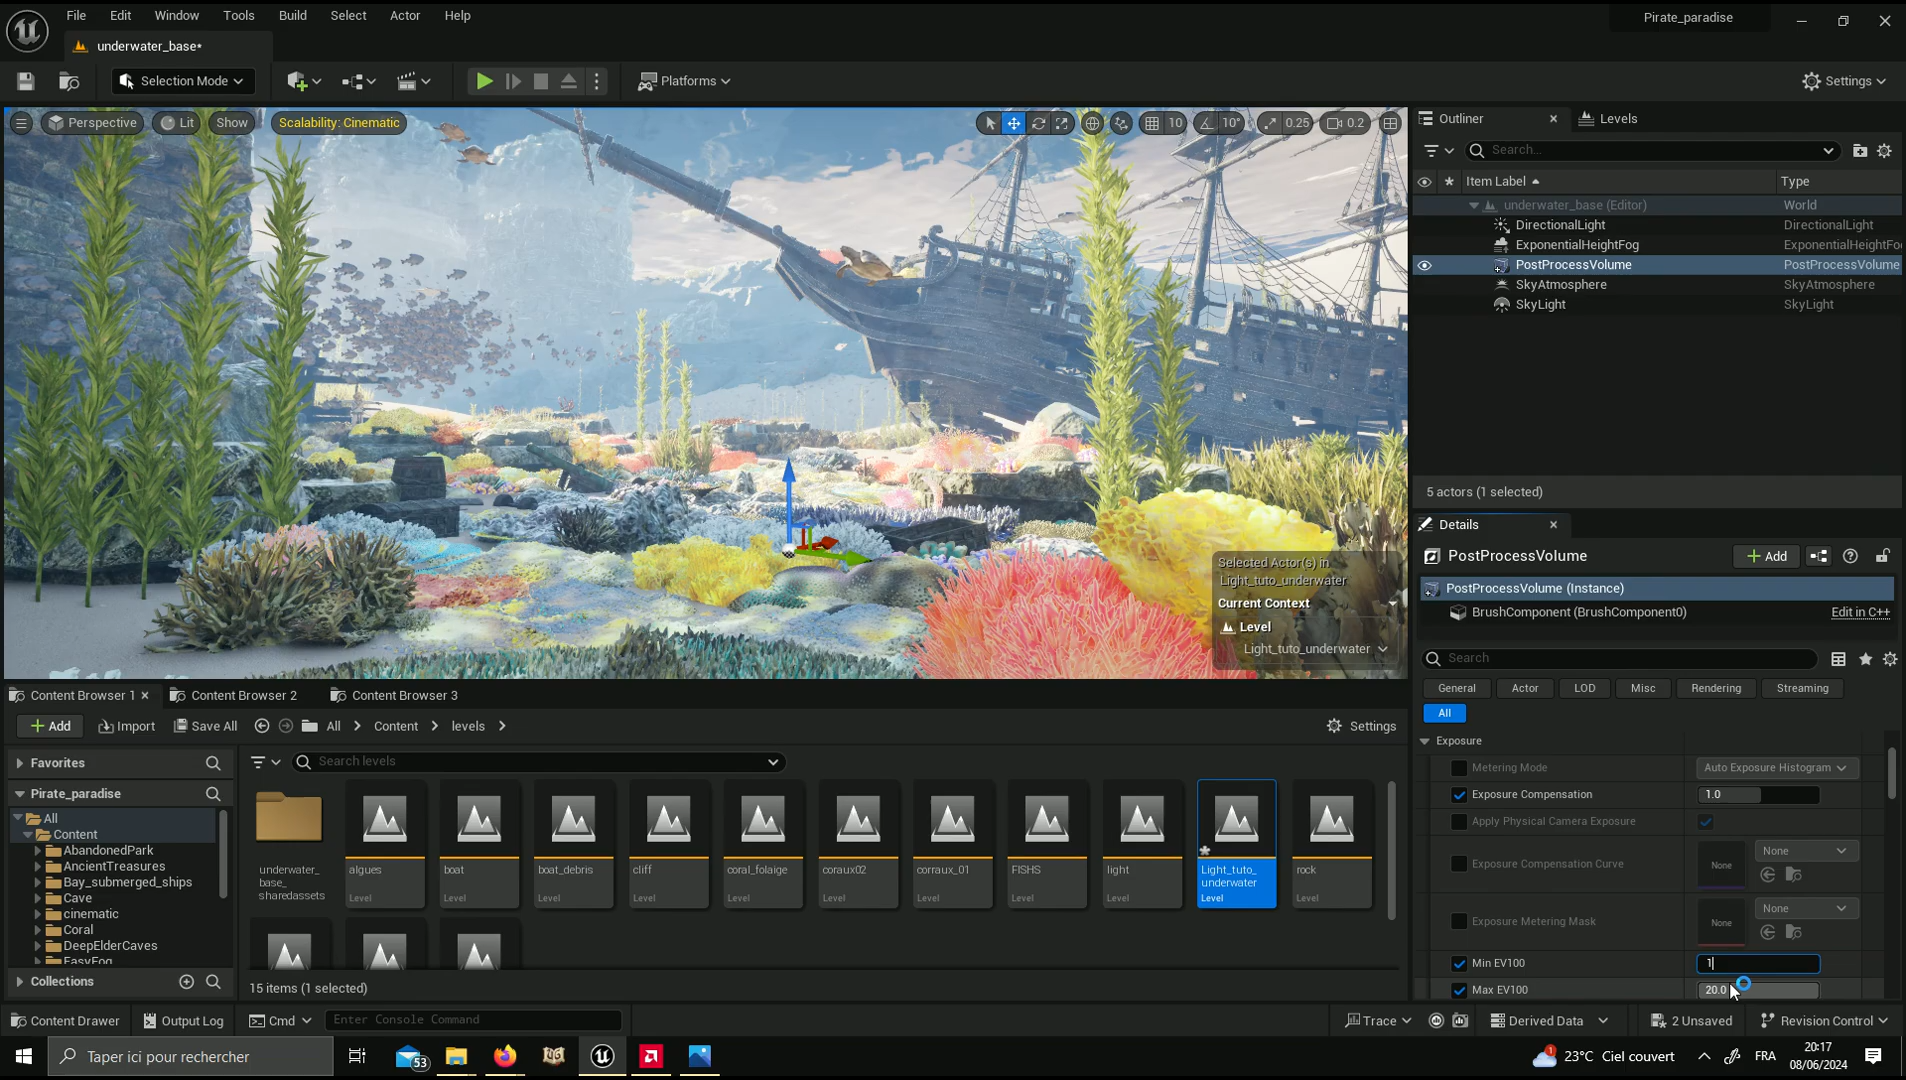 File Edit Window Tools Build Select Actor Help
Pirate_paradise
underwater_base*
Selection Mode
Platforms
Settings
Perspective Lit Show Scalability: Cinematic
10 10° 0.25 0.2
Selected Actor(s) in
Light_tuto_underwater
Current Context
Level
Light_tuto_underwater
Outliner Levels
Search...
Item Label Type
underwater_base (Editor) World
DirectionalLight DirectionalLight
ExponentialHeightFog ExponentialHeightFo
PostProcessVolume PostProcessVolume
SkyAtmosphere SkyAtmosphere
SkyLight SkyLight
5 actors (1 selected)
Details
PostProcessVolume Add
PostProcessVolume (Instance)
BrushComponent (BrushComponent0) Edit in C++
Search
General Actor LOD Misc Rendering Streaming
All
Exposure
Metering Mode Auto Exposure Histogram
Exposure Compensation 1.0
Apply Physical Camera Exposure
Exposure Compensation Curve None None
Exposure Metering Mask None None
Min EV100 1
Max EV100 20.0
Content Browser 1 Content Browser 2 Content Browser 3
Add Import Save All All Content levels Settings
Favorites
Pirate_paradise
All
Content
AbandonedPark
AncientTreasures
Bay_submerged_ships
Cave
cinematic
Coral
DeepElderCaves
EasyFog
Collections
Search levels
underwater_
base_
sharedassets
algues
Level
boat
Level
boat_debris
Level
cliff
Level
coral_folaige
Level
coraux02
Level
corraux_01
Level
FISHS
Level
light
Level
Light_tuto_
underwater
Level
rock
Level
15 items (1 selected)
Content Drawer Output Log Cmd Enter Console Command
Trace Derived Data 2 Unsaved Revision Control
Taper ici pour rechercher
53
1
23°C Ciel couvert
FRA
20:17
08/06/2024